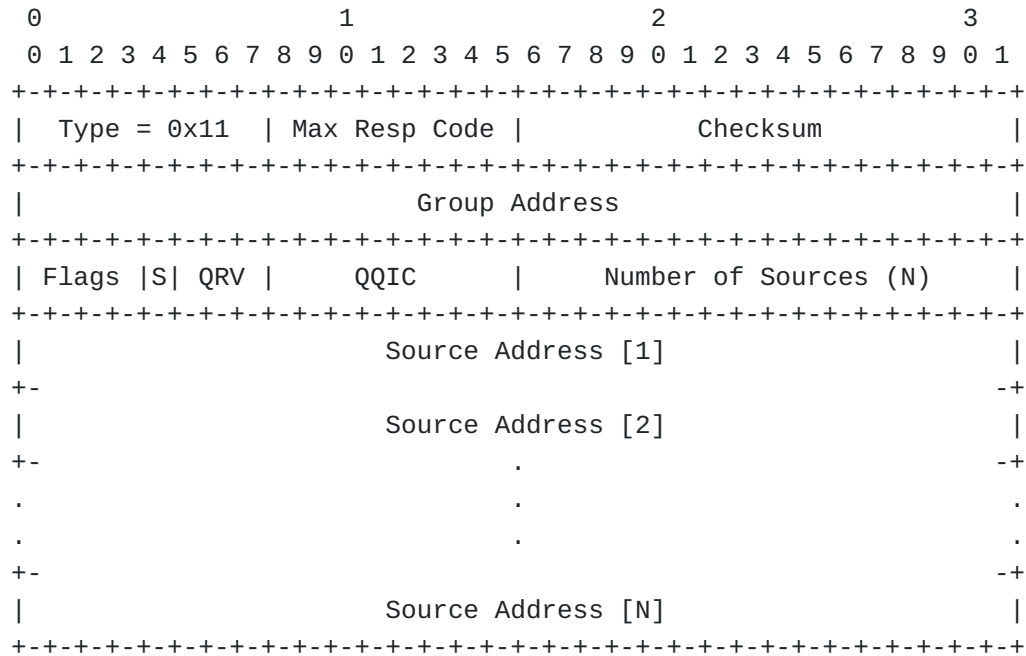 0                   1                   2                   3
 0 1 2 3 4 5 6 7 8 9 0 1 2 3 4 5 6 7 8 9 0 1 2 3 4 5 6 7 8 9 0 1
+-+-+-+-+-+-+-+-+-+-+-+-+-+-+-+-+-+-+-+-+-+-+-+-+-+-+-+-+-+-+-+-+
|  Type = 0x11  | Max Resp Code |           Checksum            |
+-+-+-+-+-+-+-+-+-+-+-+-+-+-+-+-+-+-+-+-+-+-+-+-+-+-+-+-+-+-+-+-+
|                         Group Address                         |
+-+-+-+-+-+-+-+-+-+-+-+-+-+-+-+-+-+-+-+-+-+-+-+-+-+-+-+-+-+-+-+-+
| Flags |S| QRV |     QQIC      |     Number of Sources (N)     |
+-+-+-+-+-+-+-+-+-+-+-+-+-+-+-+-+-+-+-+-+-+-+-+-+-+-+-+-+-+-+-+-+
|                       Source Address [1]                      |
+-                                                             -+
|                       Source Address [2]                      |
+-                              .                              -+
.                               .                               .
.                               .                               .
+-                                                             -+
|                       Source Address [N]                      |
+-+-+-+-+-+-+-+-+-+-+-+-+-+-+-+-+-+-+-+-+-+-+-+-+-+-+-+-+-+-+-+-+